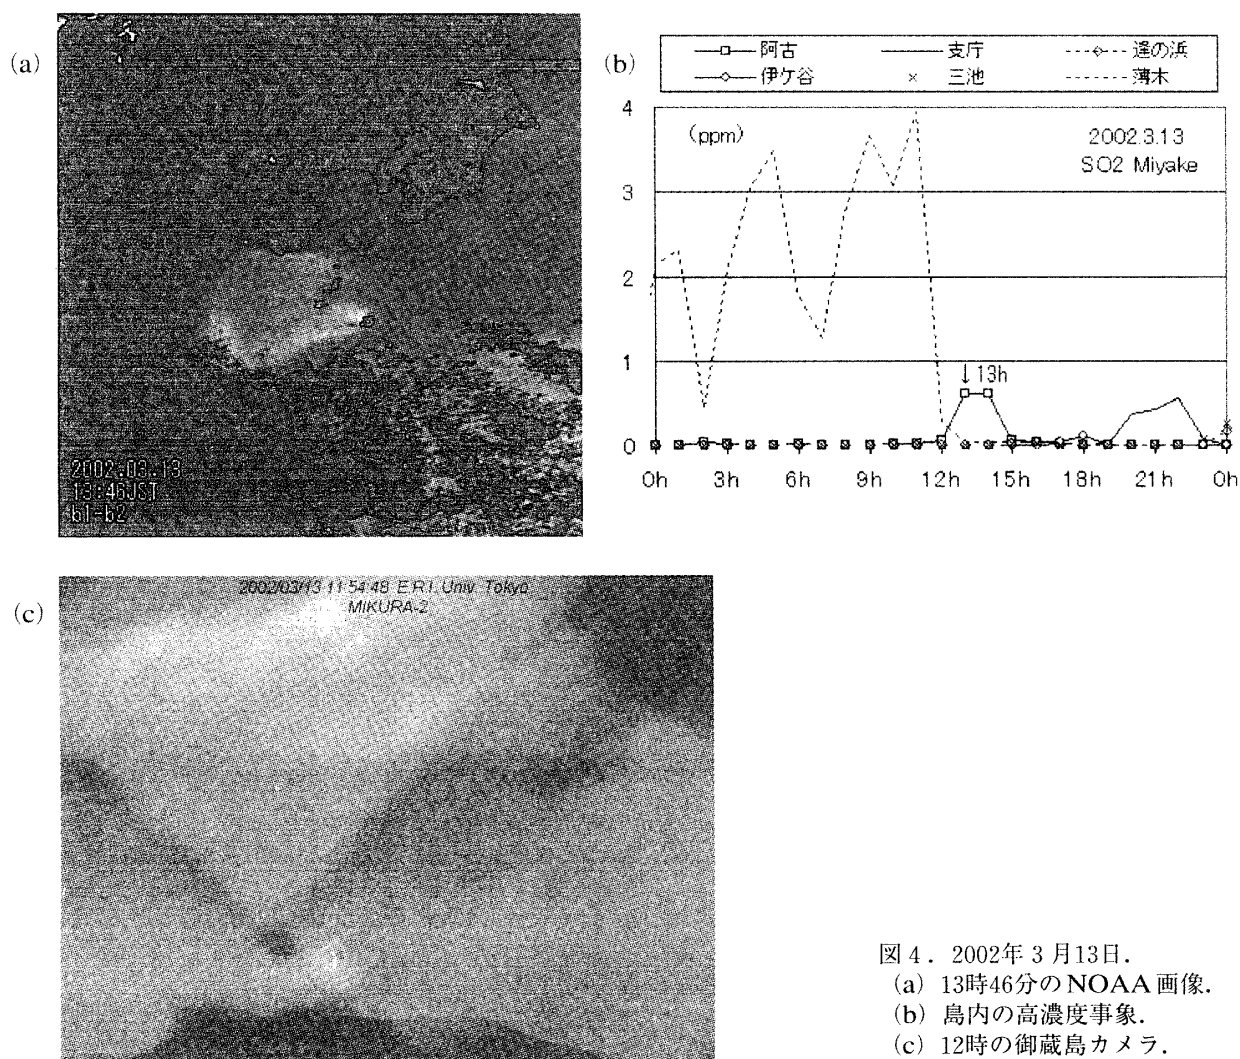 (a)
2002.03.13
13:46JST
b1-b2
(b)
阿古 支庁 逢の浜
伊ケ谷 三池 薄木
(ppm)
2002.3.13
SO2 Miyake
4
3
2
1
0
↓13h
0h 3h 6h 9h 12h 15h 18h 21h 0h
(c)
2002/03/13 11:54:48 E.R.I. Univ. Tokyo
MIKURA-2
図4．2002年3月13日．
(a) 13時46分のNOAA画像．
(b) 島内の高濃度事象．
(c) 12時の御蔵島カメラ．